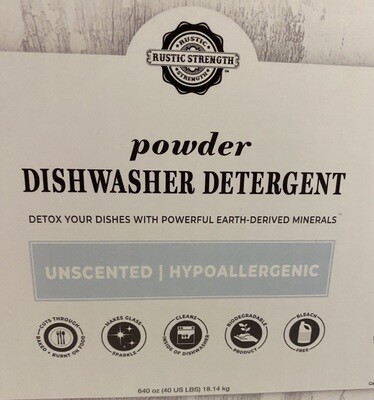 RUSTIC
RUSTIC STRENGTH
STRENGTH
™
powder
DISHWASHER DETERGENT
DETOX YOUR DISHES WITH POWERFUL EARTH-DERIVED MINERALS™
UNSCENTED | HYPOALLERGENIC
CUTS THROUGH
BAKED + BURNT ON FOOD
MAKES GLASS
SPARKLE
CLEANS
INSIDE OF DISHWASHER
BIODEGRADABLE
PRODUCT
BLEACH
FREE
640 oz (40 US LBS) 18.14 kg